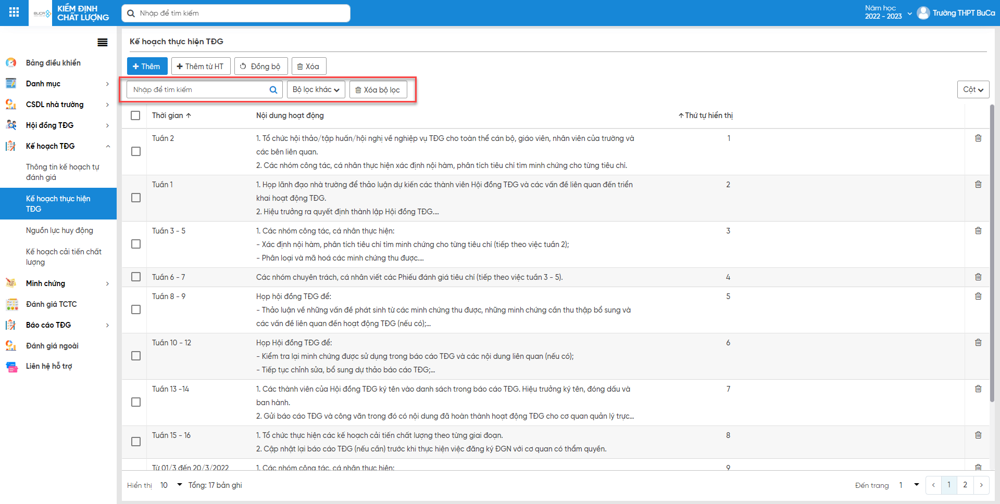 BUCA
KIỂM ĐỊNH
CHẤT LƯỢNG
Nhập để tìm kiếm
Năm học
2022 - 2023
Trường THPT BuCa
Bảng điều khiển
Danh mục
CSDL nhà trường
Hội đồng TĐG
Kế hoạch TĐG
Thông tin kế hoạch tự
đánh giá
Kế hoạch thực hiện
TĐG
Nguồn lực huy động
Kế hoạch cải tiến chất
lượng
Minh chứng
Đánh giá TCTC
Báo cáo TĐG
Đánh giá ngoài
Liên hệ hỗ trợ
Kế hoạch thực hiện TĐG
Thêm Thêm từ HT Đồng bộ Xóa
Nhập để tìm kiếm Bộ lọc khác Xóa bộ lọc Cột
Thời gian Nội dung hoạt động Thứ tự hiển thị
Tuần 2 1. Tổ chức hội thảo/tập huấn/hội nghị về nghiệp vụ TĐG cho toàn thể cán bộ, giáo viên, nhân viên của trường và 1
các bên liên quan.
2. Các nhóm công tác, cá nhân thực hiện xác định nội hàm, phân tích tiêu chí tìm minh chứng cho từng tiêu chí.
Tuần 1 1. Họp lãnh đạo nhà trường để thảo luận dự kiến các thành viên Hội đồng TĐG và các vấn đề liên quan đến triển 2
khai hoạt động TĐG.
2. Hiệu trưởng ra quyết định thành lập Hội đồng TĐG....
Tuần 3 - 5 1. Các nhóm công tác, cá nhân thực hiện: 3
- Xác định nội hàm, phân tích tiêu chí tìm minh chứng cho từng tiêu chí (tiếp theo việc tuần 2);
- Phân loại và mã hoá các minh chứng thu được....
Tuần 6 - 7 Các nhóm chuyên trách, cá nhân viết các Phiếu đánh giá tiêu chí (tiếp theo việc tuần 3 - 5). 4
Tuần 8 - 9 Họp hội đồng TĐG để: 5
- Thảo luận về những vấn đề phát sinh từ các minh chứng thu được, những minh chứng cần thu thập bổ sung và
các vấn đề liên quan đến hoạt động TĐG (nếu có);...
Tuần 10 - 12 Họp Hội đồng TĐG để: 6
- Kiểm tra lại minh chứng được sử dụng trong báo cáo TĐG và các nội dung liên quan (nếu có);
- Tiếp tục chỉnh sửa, bổ sung dự thảo báo cáo TĐG;...
Tuần 13 -14 1. Các thành viên của Hội đồng TĐG ký tên vào danh sách trong báo cáo TĐG. Hiệu trưởng ký tên, đóng dấu và 7
ban hành.
2. Gửi báo cáo TĐG và công văn trong đó có nội dung đã hoàn thành hoạt động TĐG cho cơ quan quản lý trực...
Tuần 15 - 16 1. Tổ chức thực hiện các kế hoạch cải tiến chất lượng theo từng giai đoạn. 8
2. Cập nhật lại báo cáo TĐG (nếu cần) trước khi thực hiện việc đăng ký ĐGN với cơ quan có thẩm quyền.
Từ 01/3 đến 20/3/2022 1. Các nhóm công tác, cá nhân thực hiện: 9
Hiển thị 10 Tổng: 17 bản ghi Đến trang 1 1 2